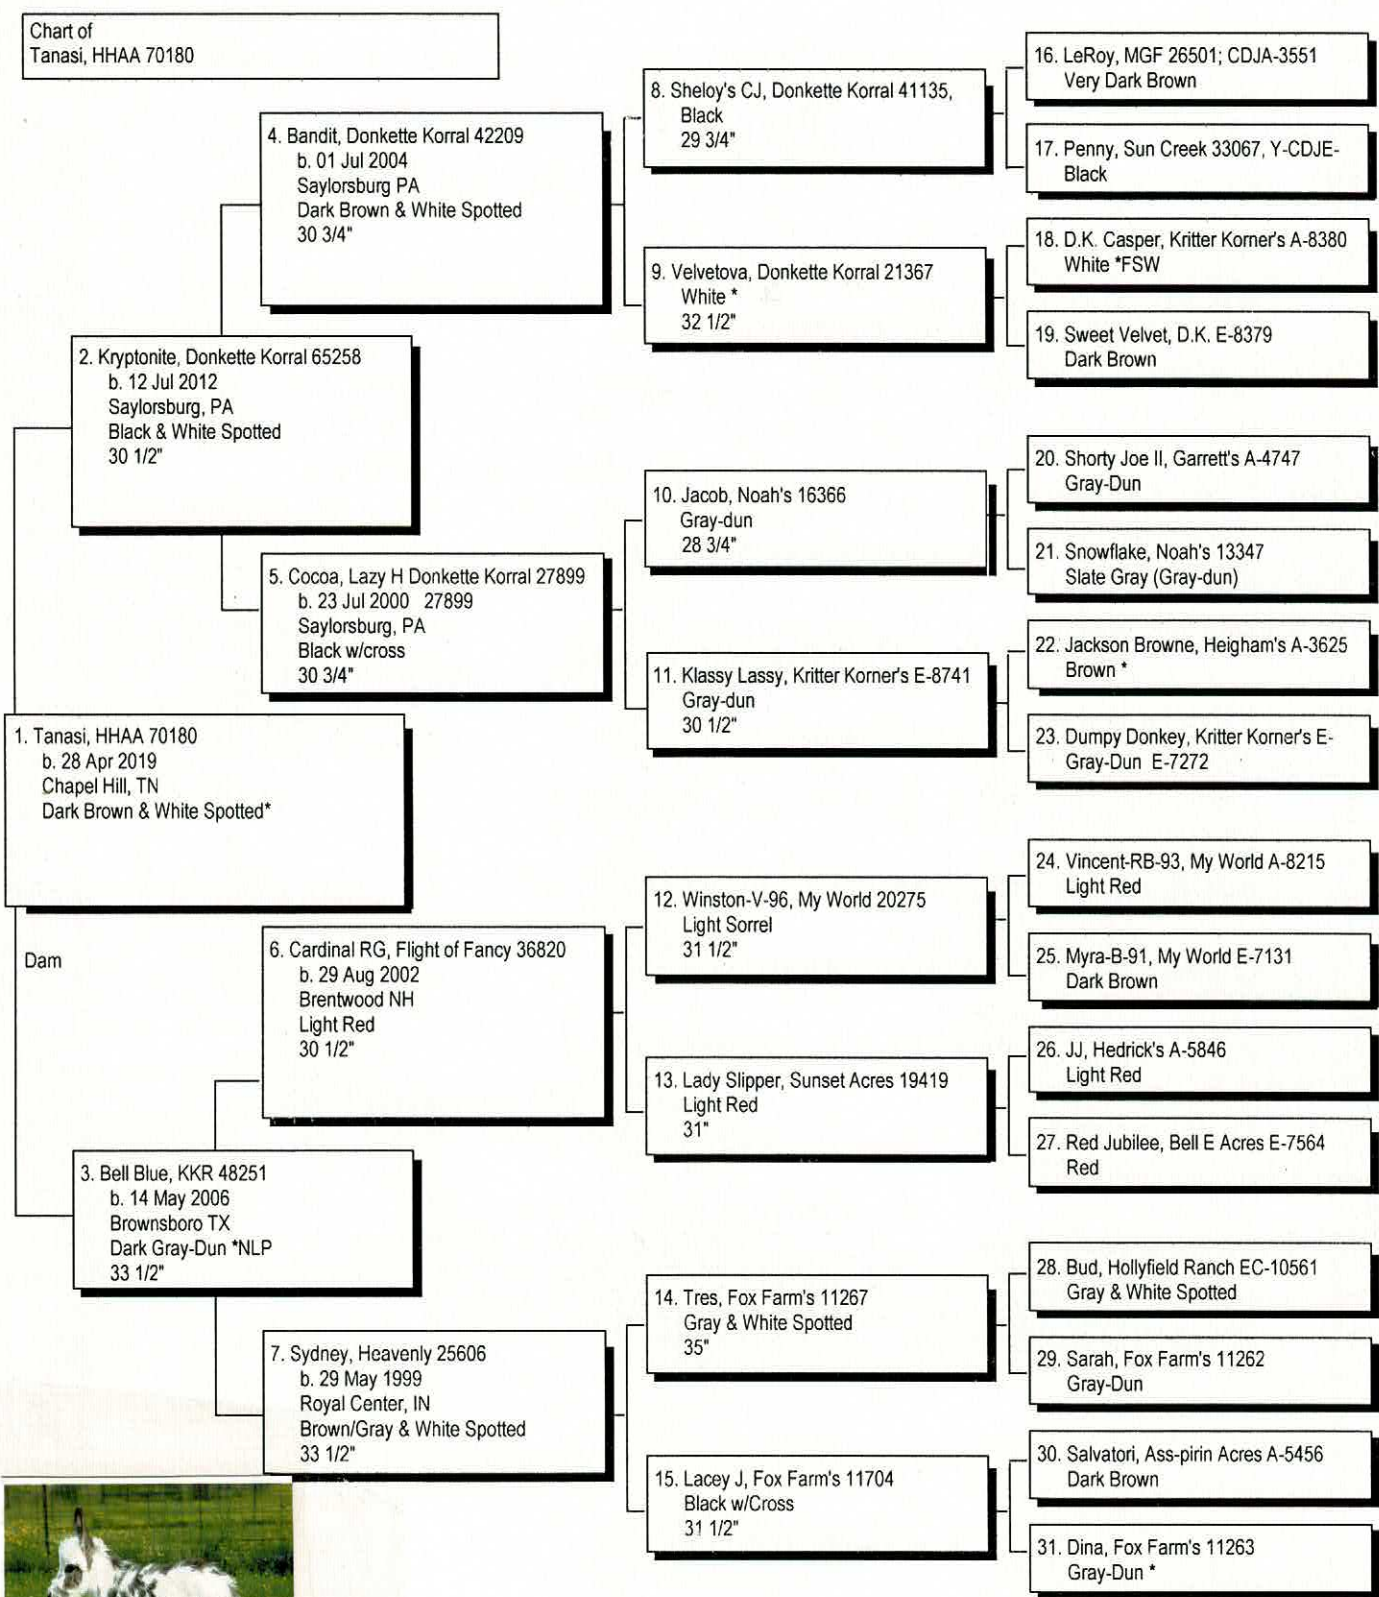 Chart of
Tanasi, HHAA 70180
1. Tanasi, HHAA 70180
b. 28 Apr 2019
Chapel Hill, TN
Dark Brown & White Spotted*
Dam
2. Kryptonite, Donkette Korral 65258
b. 12 Jul 2012
Saylorsburg, PA
Black & White Spotted
30 1/2"
3. Bell Blue, KKR 48251
b. 14 May 2006
Brownsboro TX
Dark Gray-Dun *NLP
33 1/2"
4. Bandit, Donkette Korral 42209
b. 01 Jul 2004
Saylorsburg PA
Dark Brown & White Spotted
30 3/4"
5. Cocoa, Lazy H Donkette Korral 27899
b. 23 Jul 2000 27899
Saylorsburg, PA
Black w/cross
30 3/4"
6. Cardinal RG, Flight of Fancy 36820
b. 29 Aug 2002
Brentwood NH
Light Red
30 1/2"
7. Sydney, Heavenly 25606
b. 29 May 1999
Royal Center, IN
Brown/Gray & White Spotted
33 1/2"
8. Sheloy's CJ, Donkette Korral 41135,
Black
29 3/4"
9. Velvetova, Donkette Korral 21367
White *
32 1/2"
10. Jacob, Noah's 16366
Gray-dun
28 3/4"
11. Klassy Lassy, Kritter Korner's E-8741
Gray-dun
30 1/2"
12. Winston-V-96, My World 20275
Light Sorrel
31 1/2"
13. Lady Slipper, Sunset Acres 19419
Light Red
31"
14. Tres, Fox Farm's 11267
Gray & White Spotted
35"
15. Lacey J, Fox Farm's 11704
Black w/Cross
31 1/2"
16. LeRoy, MGF 26501; CDJA-3551
Very Dark Brown
17. Penny, Sun Creek 33067, Y-CDJE-
Black
18. D.K. Casper, Kritter Korner's A-8380
White *FSW
19. Sweet Velvet, D.K. E-8379
Dark Brown
20. Shorty Joe II, Garrett's A-4747
Gray-Dun
21. Snowflake, Noah's 13347
Slate Gray (Gray-dun)
22. Jackson Browne, Heigham's A-3625
Brown *
23. Dumpy Donkey, Kritter Korner's E-
Gray-Dun E-7272
24. Vincent-RB-93, My World A-8215
Light Red
25. Myra-B-91, My World E-7131
Dark Brown
26. JJ, Hedrick's A-5846
Light Red
27. Red Jubilee, Bell E Acres E-7564
Red
28. Bud, Hollyfield Ranch EC-10561
Gray & White Spotted
29. Sarah, Fox Farm's 11262
Gray-Dun
30. Salvatori, Ass-pirin Acres A-5456
Dark Brown
31. Dina, Fox Farm's 11263
Gray-Dun *